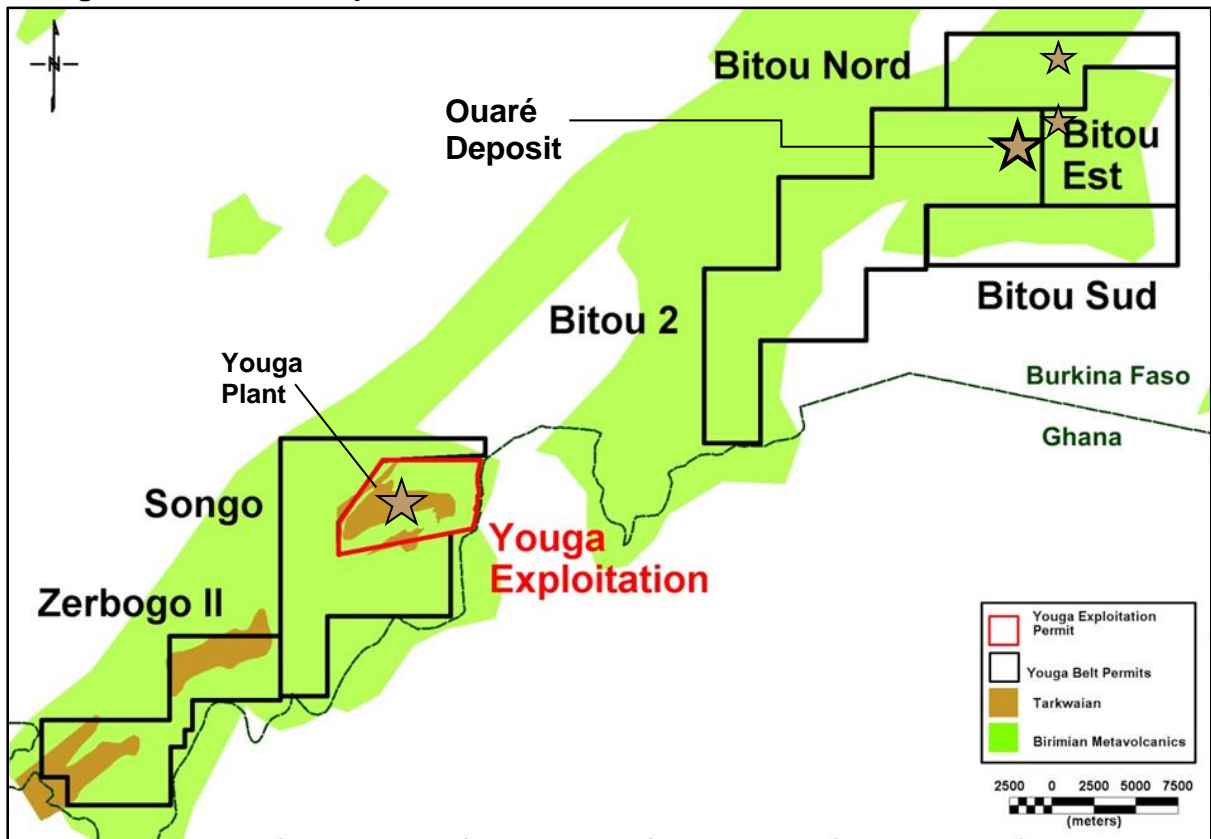 N
Bitou Nord
Ouaré
Deposit
Bitou
Est
Bitou Sud
Bitou 2
Burkina Faso
Ghana
Youga
Plant
Songo
Youga
Exploitation
Zerbogo II
Youga Exploitation
Permit
Youga Belt Permits
Tarkwaian
Birimian Metavolcanics
2500 0 2500 5000 7500
(meters)